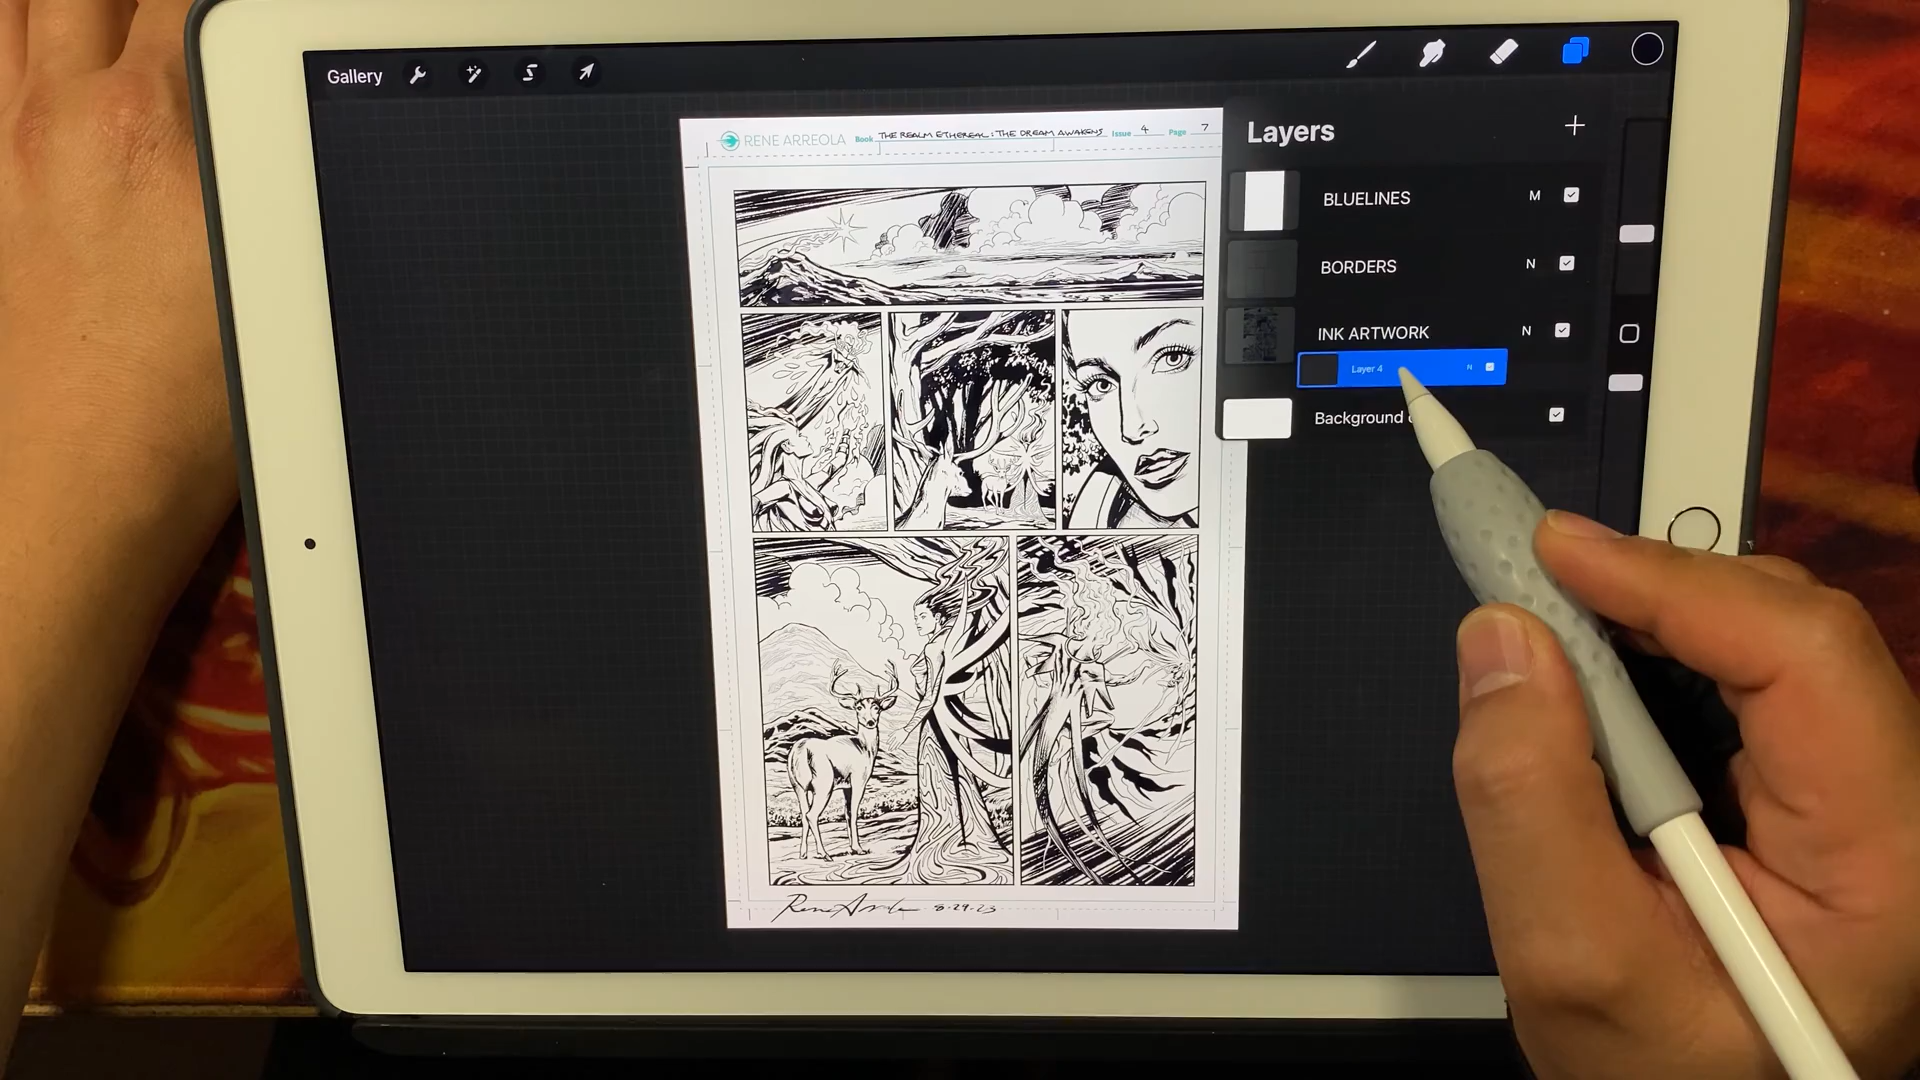 Gallery
RENE ARREOLA Book THE REALM ETHEREAL: THE DREAM AWAKENS Issue 4 Page 7
Layers
BLUELINES M
BORDERS N
INK ARTWORK N
Layer 4 N
Background
8.29.23